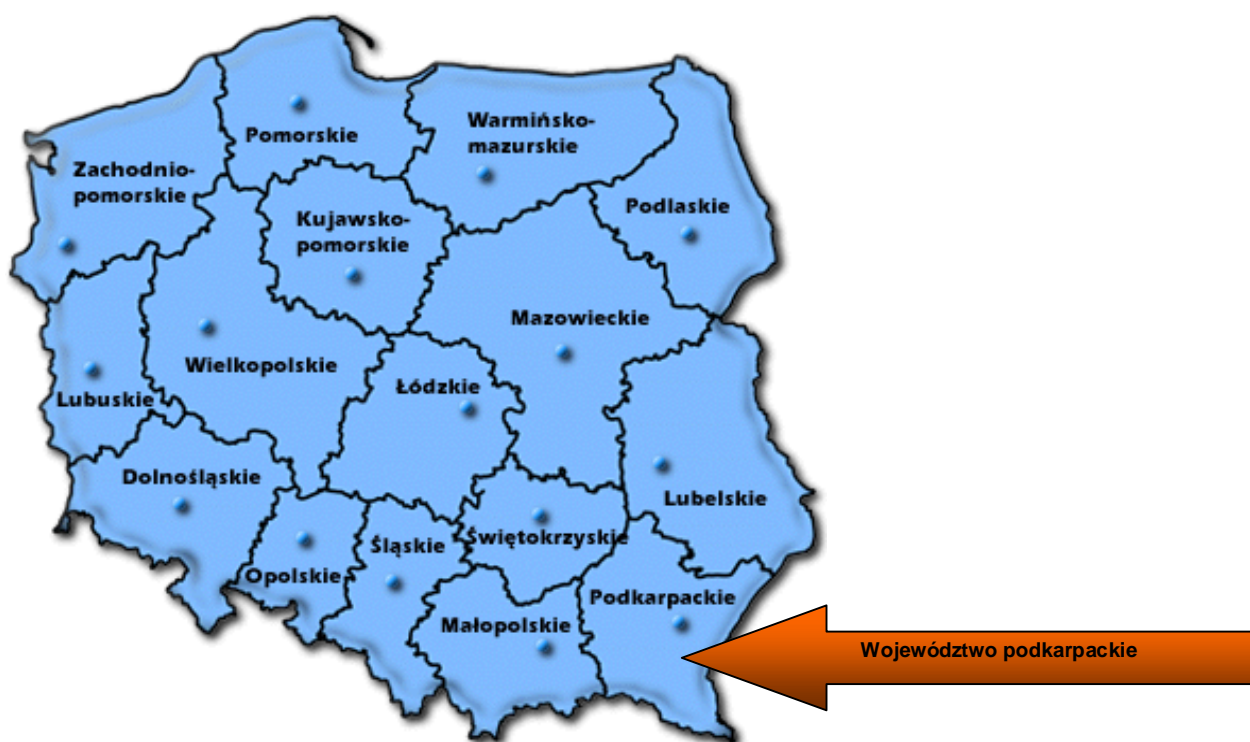 Pomorskie
Warmińsko-
mazurskie
Zachodnio-
pomorskie
Podlaskie
Kujawsko-
pomorskie
Mazowieckie
Wielkopolskie
Łódzkie
Lubuskie
Dolnośląskie
Lubelskie
Świętokrzyskie
Śląskie
Opolskie
Podkarpackie
Małopolskie
Województwo podkarpackie